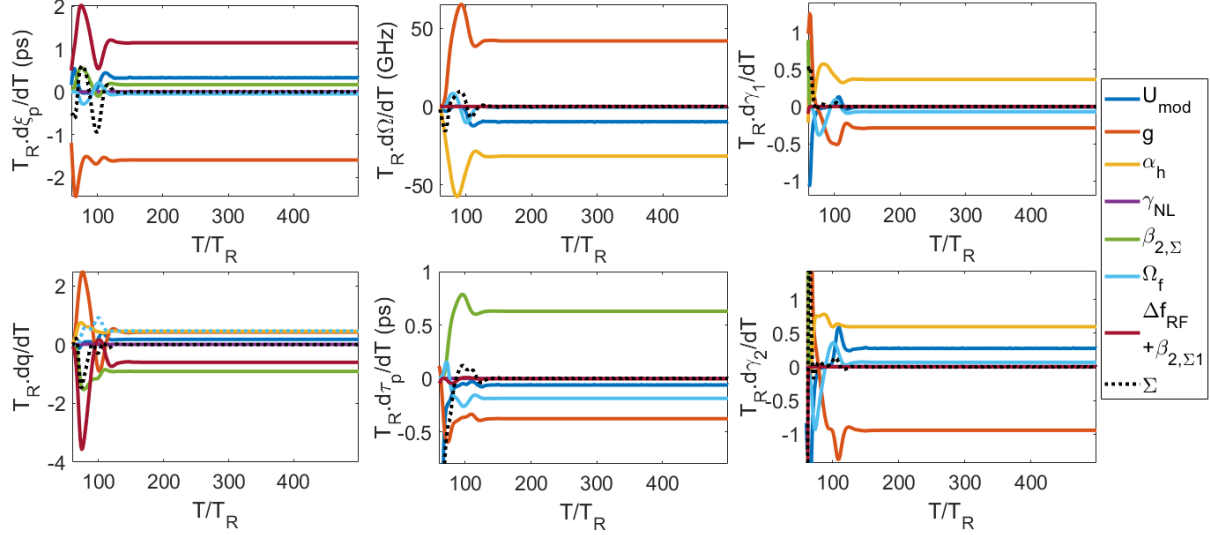 T_R.dξ_p/dT (ps)
2
1
0
-1
-2
100
200
300
400
T/T_R
T_R.dΩ/dT (GHz)
50
0
-50
100
200
300
400
T/T_R
T_R.dγ_1/dT
1
0.5
0
-0.5
-1
100
200
300
400
T/T_R
T_R.dq/dT
2
0
-2
-4
100
200
300
400
T/T_R
T_R.dτ_p/dT (ps)
1
0.5
0
-0.5
100
200
300
400
T/T_R
T_R.dγ_2/dT
1
0.5
0
-0.5
-1
100
200
300
400
T/T_R
U_mod
g
α_h
γ_NL
β_2,Σ
Ω_f
Δf_RF
+β_2,Σ1
Σ